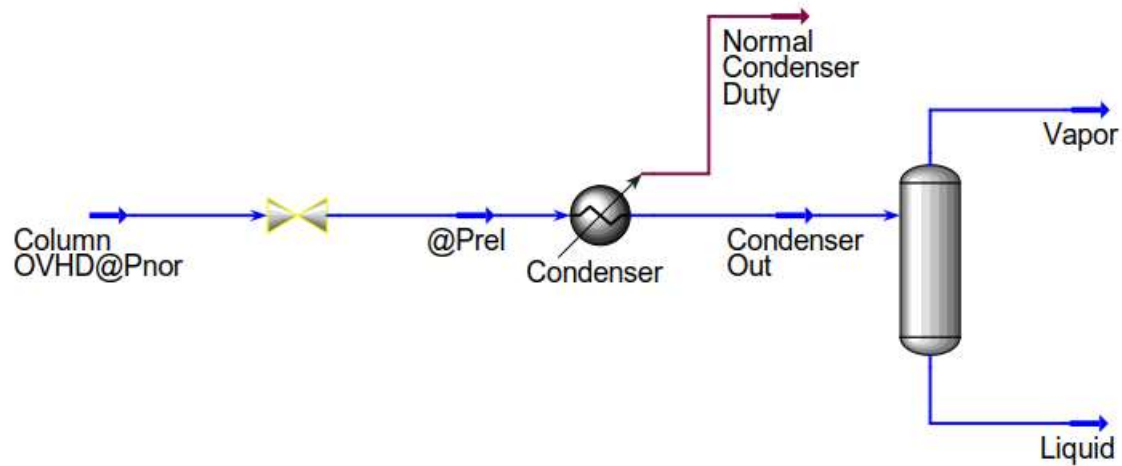 Normal
Condenser
Duty
Vapor
Column
OVHD@Pnor
@Prel
Condenser
Condenser
Out
Liquid